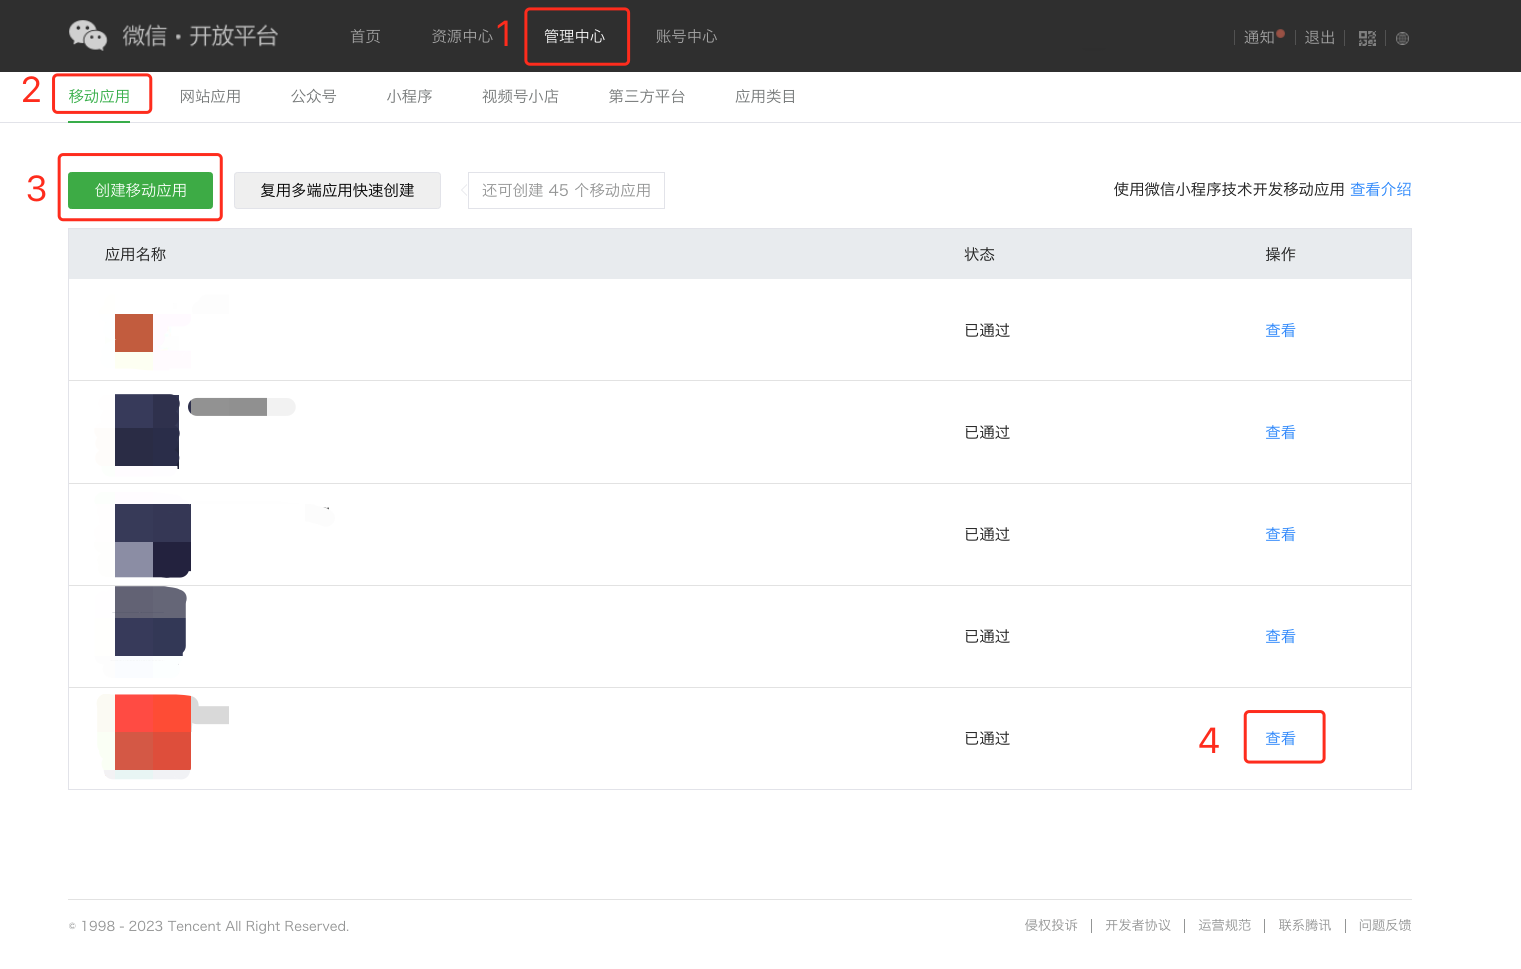 微信·开放平台 首页 资源中心 1 管理中心 账号中心 通知 退出
2 移动应用 网站应用 公众号 小程序 视频号小店 第三方平台 应用类目
3 创建移动应用 复用多端应用快速创建 还可创建 45 个移动应用 使用微信小程序技术开发移动应用 查看介绍
应用名称 状态 操作
已通过 查看
已通过 查看
已通过 查看
已通过 查看
已通过 4 查看
© 1998 - 2023 Tencent All Right Reserved. 侵权投诉 | 开发者协议 | 运营规范 | 联系腾讯 | 问题反馈